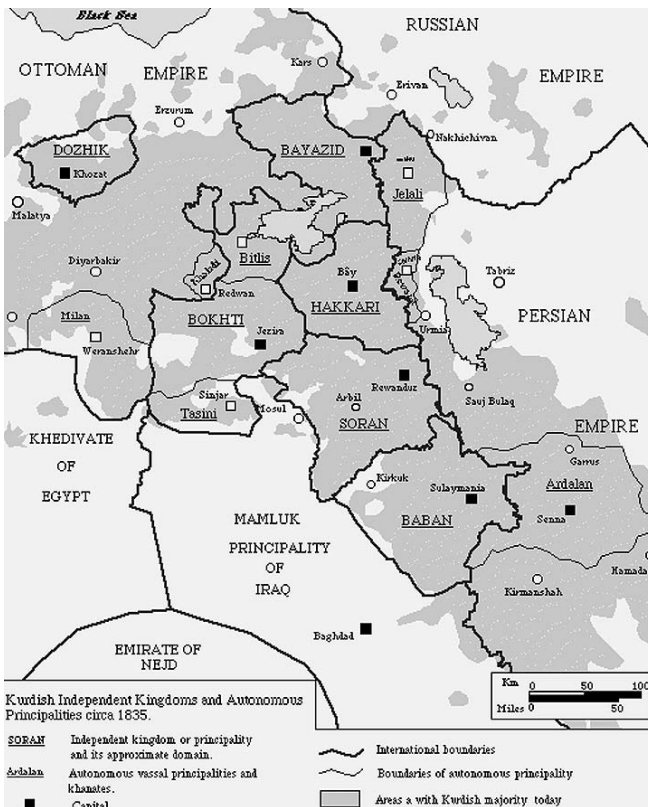 Black Sea
RUSSIAN
OTTOMAN EMPIRE
EMPIRE
Kars
Erivan
Erzurum
Nakhichivan
DOZHIK
Khozat
BAYAZID
Jelali
Malatya
Bitlis
Diyarbakir
Redwan
Bây
HAKKARI
Tabriz
Milan
BOKHTI
Urmia
PERSIAN
Weranshehr
Jezira
Rewanduz
Sauj Bulaq
Sinjar
Arbil
Tasini
Mosul
SORAN
EMPIRE
KHEDIVATE
OF
EGYPT
Garrus
Kirkuk
Sulaymania
Ardalan
BABAN
Senna
MAMLUK
PRINCIPALITY
OF
IRAQ
Hamada
Kirmanshah
Baghdad
EMIRATE OF
NEJD
Km
0 50 100
Miles 0 50
Kurdish Independent Kingdoms and Autonomous
Principalities circa 1835.
SORAN Independent kingdom or principality
and its approximate domain.
Ardalan Autonomous vassal principalities and
khanates.
Capital
International boundaries
Boundaries of autonomous principality
Areas a with Kurdish majority today